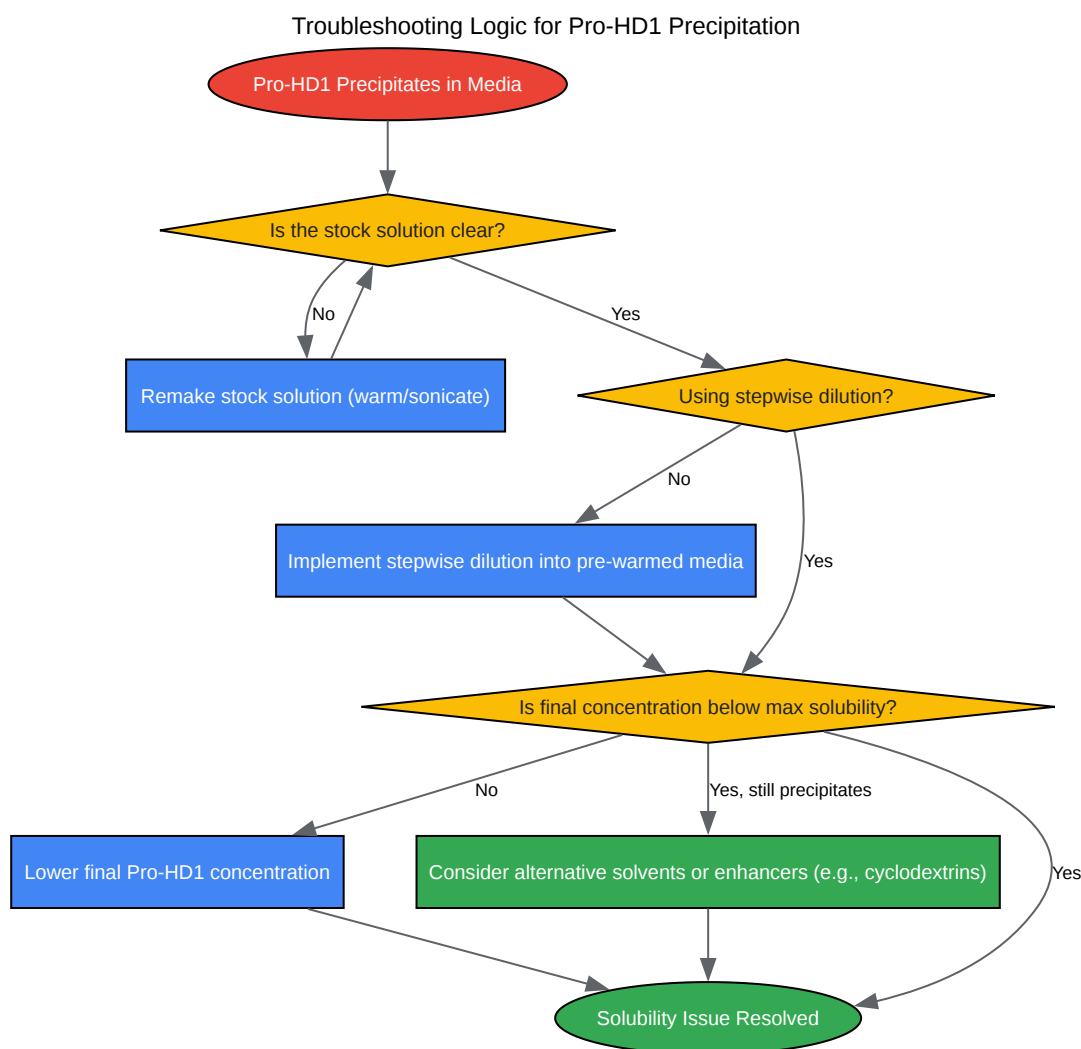 Troubleshooting Logic for Pro-HD1 Precipitation
Pro-HD1 Precipitates in Media
Is the stock solution clear?
No
Yes
Remake stock solution (warm/sonicate)
Using stepwise dilution?
No
Implement stepwise dilution into pre-warmed media
Yes
Is final concentration below max solubility?
No
Yes, still precipitates
Lower final Pro-HD1 concentration
Consider alternative solvents or enhancers (e.g., cyclodextrins)
Yes
Solubility Issue Resolved